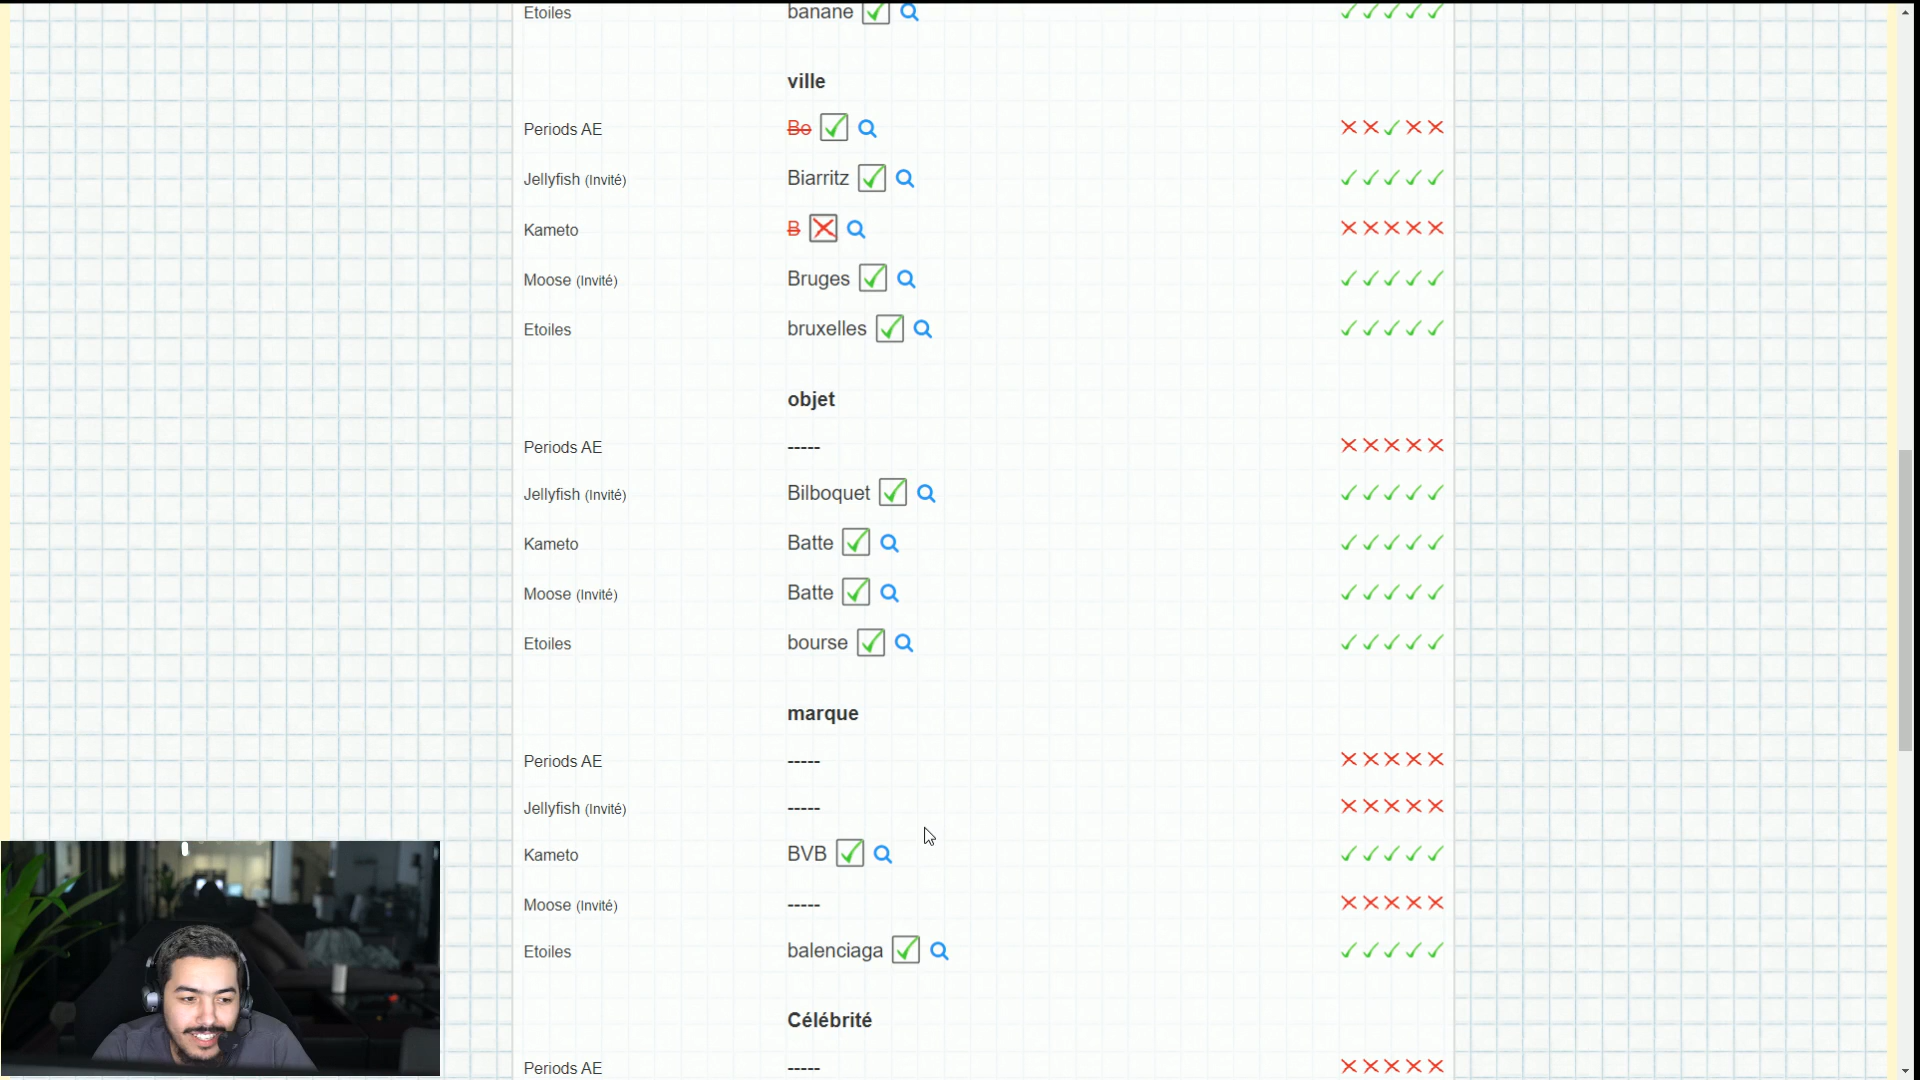 Etoiles banane
ville
Periods AE Bo
Jellyfish (Invité) Biarritz
Kameto B
Moose (Invité) Bruges
Etoiles bruxelles
objet
Periods AE -----
Jellyfish (Invité) Bilboquet
Kameto Batte
Moose (Invité) Batte
Etoiles bourse
marque
Periods AE -----
Jellyfish (Invité) -----
Kameto BVB
Moose (Invité) -----
Etoiles balenciaga
Célébrité
Periods AE -----